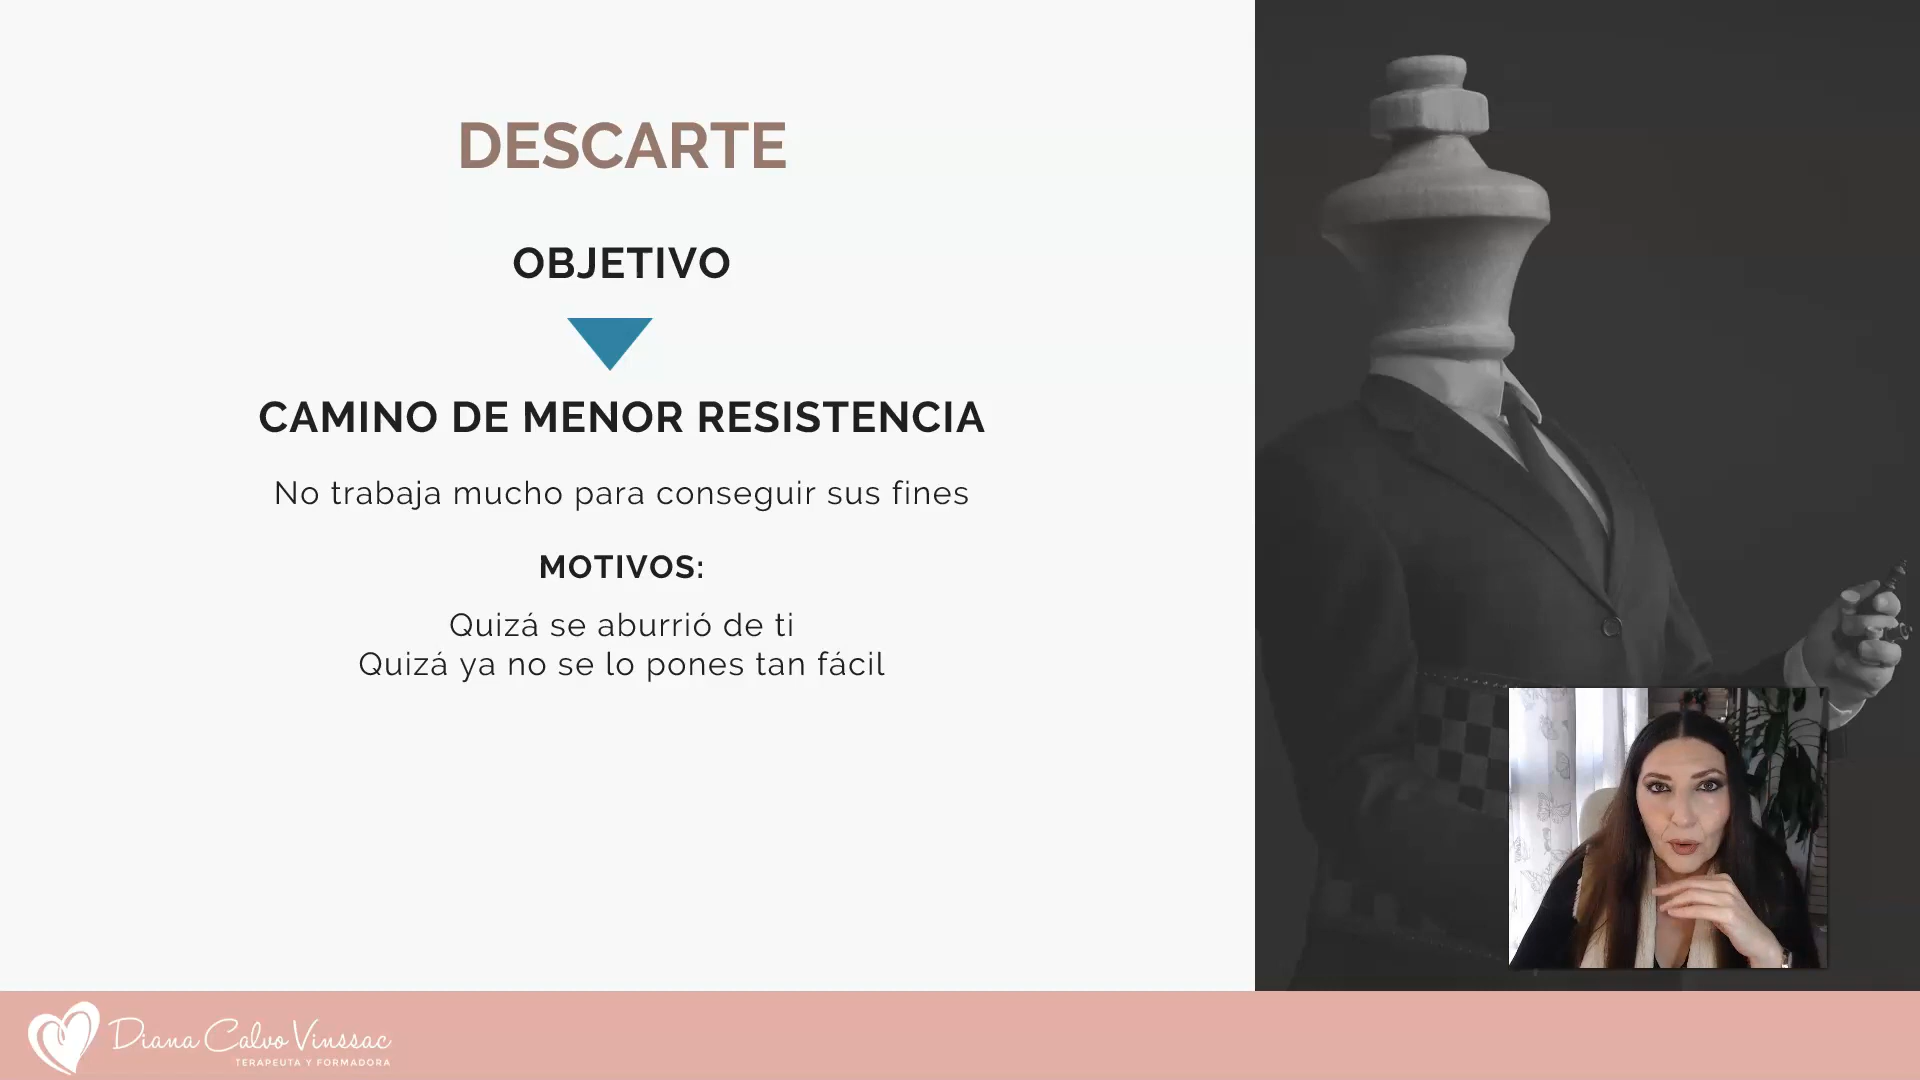 DESCARTE
OBJETIVO
CAMINO DE MENOR RESISTENCIA
No trabaja mucho para conseguir sus fines
MOTIVOS:
Quizá se aburrió de ti
Quizá ya no se lo pones tan fácil
Diana Calvo Vinssac
TERAPEUTA Y FORMADORA